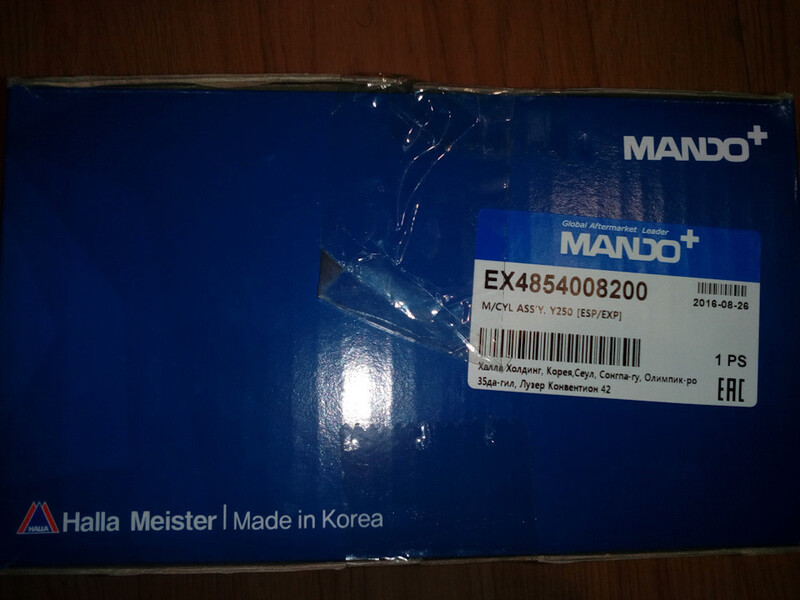 MANDO+
Global Aftermarket Leader
MANDO+
EX4854008200
2016-08-26
M/CYL ASS'Y. Y250 [ESP/EXP]
1 PS
Халла Холдинг, Корея,Сеул, Сонгпа-гу, Олимпик-ро
35да-гил, Лузер Конвентион 42
EAC
HALLA
Halla Meister | Made in Korea